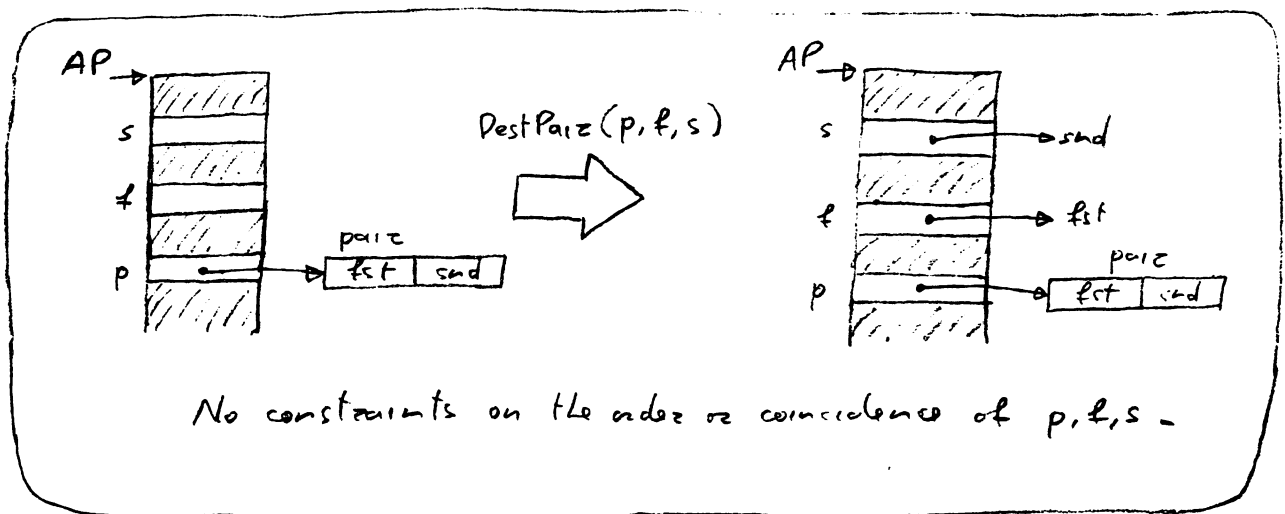 AP
s
f
p
pair
fst snd
DestPair(p,f,s)
AP
s
snd
f
fst
p
pair
fst snd
No constraints on the order or coincidence of p,f,s.